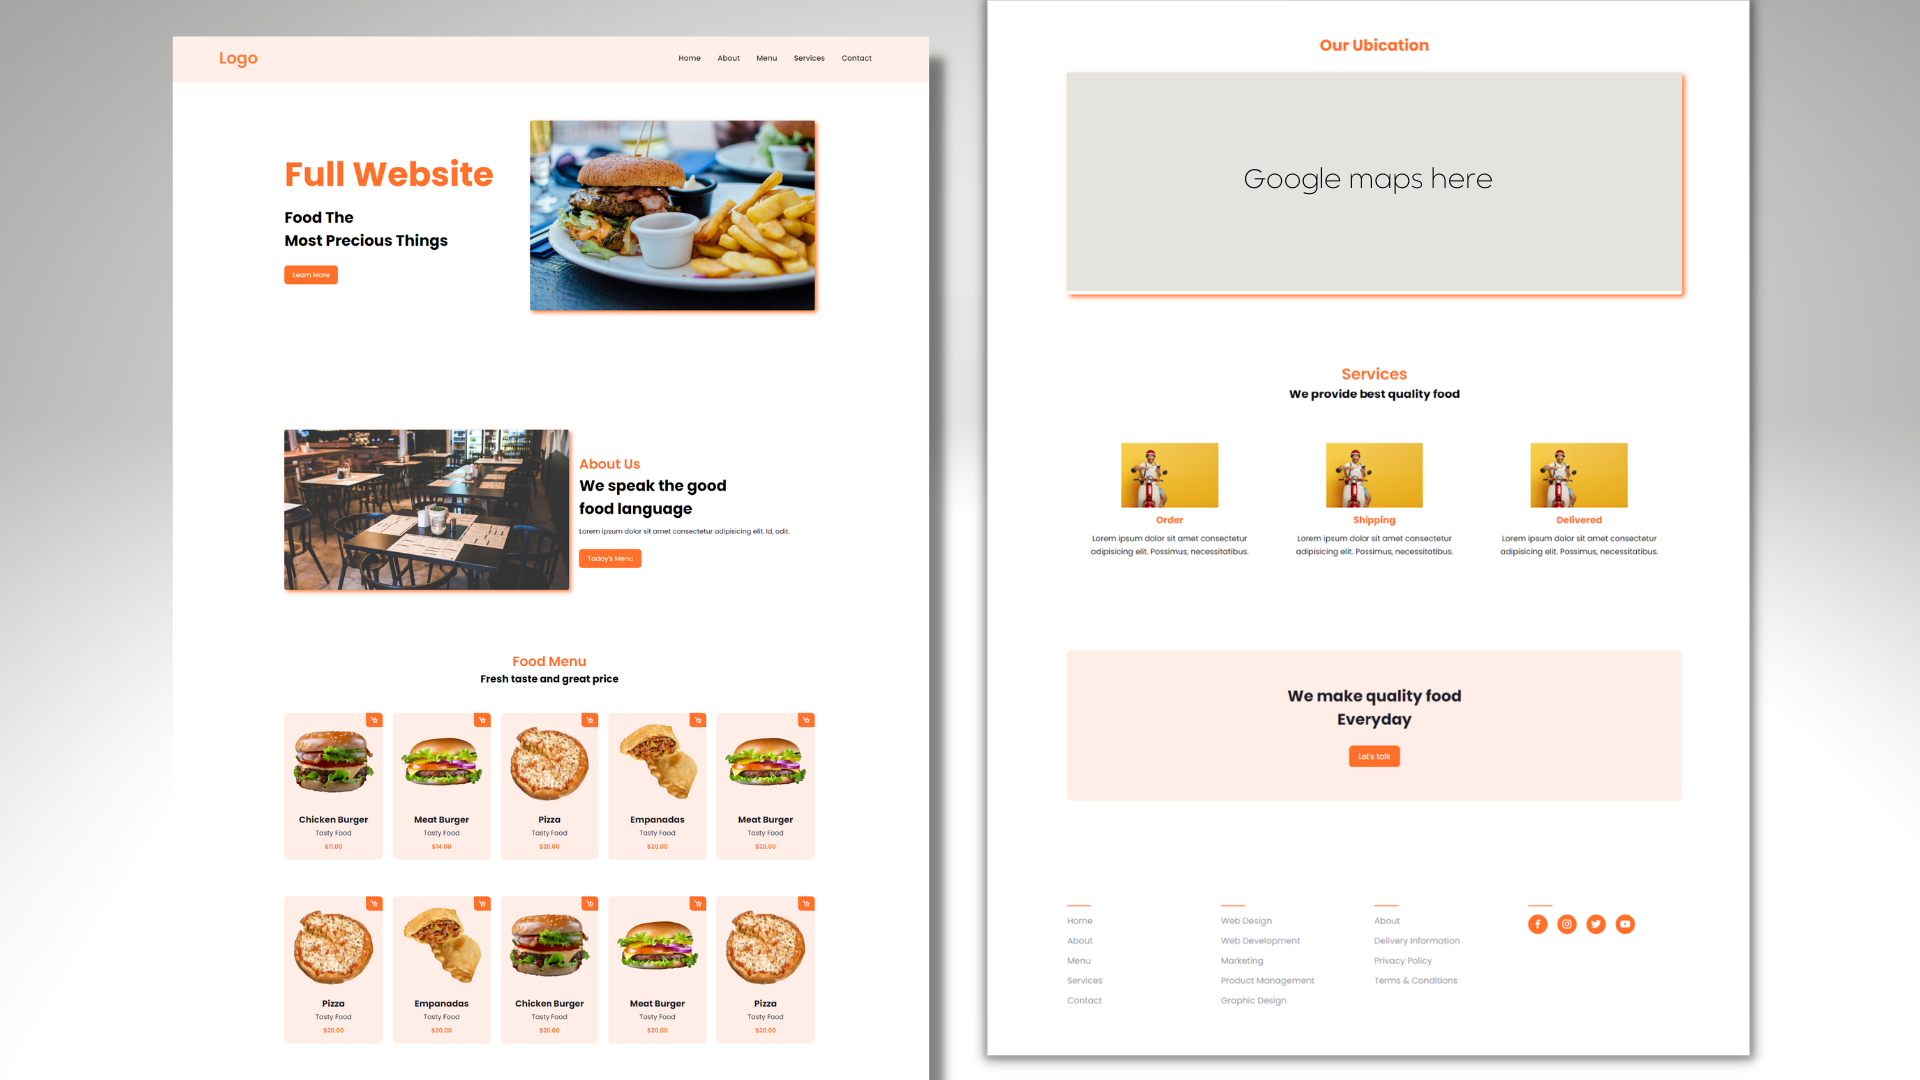 Logo
Home About Menu Services Contact
Full Website
Food The
Most Precious Things
Learn More
About Us
We speak the good
food language
Lorem ipsum dolor sit amet consectetur adipisicing elit. Id, odit.
Today's Menu
Food Menu
Fresh taste and great price
Chicken Burger
Tasty Food
$11.00
Meat Burger
Tasty Food
$14.00
Pizza
Tasty Food
$20.00
Empanadas
Tasty Food
$20.00
Meat Burger
Tasty Food
$20.00
Pizza
Tasty Food
$20.00
Empanadas
Tasty Food
$20.00
Chicken Burger
Tasty Food
$20.00
Meat Burger
Tasty Food
$20.00
Pizza
Tasty Food
$20.00
Our Ubication
Google maps here
Services
We provide best quality food
Order
Lorem ipsum dolor sit amet consectetur
adipisicing elit. Possimus, necessitatibus.
Shipping
Lorem ipsum dolor sit amet consectetur
adipisicing elit. Possimus, necessitatibus.
Delivered
Lorem ipsum dolor sit amet consectetur
adipisicing elit. Possimus, necessitatibus.
We make quality food
Everyday
Let's talk
Home
About
Menu
Services
Contact
Web Design
Web Development
Marketing
Product Management
Graphic Design
About
Delivery Information
Privacy Policy
Terms & Conditions